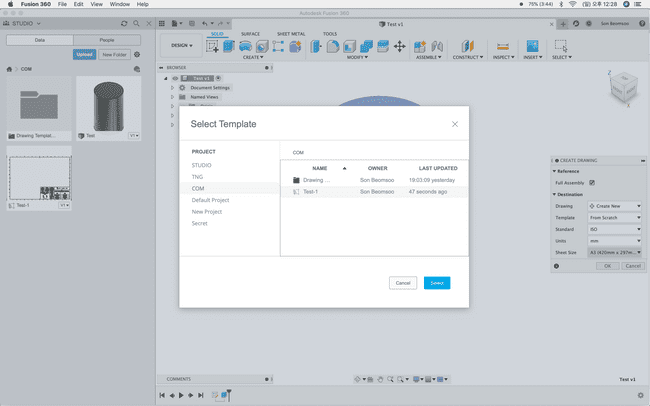 Fusion 360 File Edit View Window Help
75% (3:44) 오후 12:28
Autodesk Fusion 360
STUDIO
Test v1
Son Beomsoo
Data People
Upload New Folder
COM
Drawing Templat...
Test
V1
Test-1
V1
DESIGN
SOLID SURFACE SHEET METAL TOOLS
CREATE MODIFY ASSEMBLE CONSTRUCT INSPECT INSERT SELECT
BROWSER
Test v1
Document Settings
Named Views
Select Template
PROJECT
STUDIO
TNG
COM
Default Project
New Project
Secret
COM
NAME OWNER LAST UPDATED
Drawing ... Son Beomsoo 19:03:09 yesterday
Test-1 Son Beomsoo 47 seconds ago
Cancel Select
CREATE DRAWING
Reference
Full Assembly
Destination
Drawing Create New
Template From Scratch
Standard ISO
Units mm
Sheet Size A3 (420mm x 297m...
OK Cancel
COMMENTS
Test v1